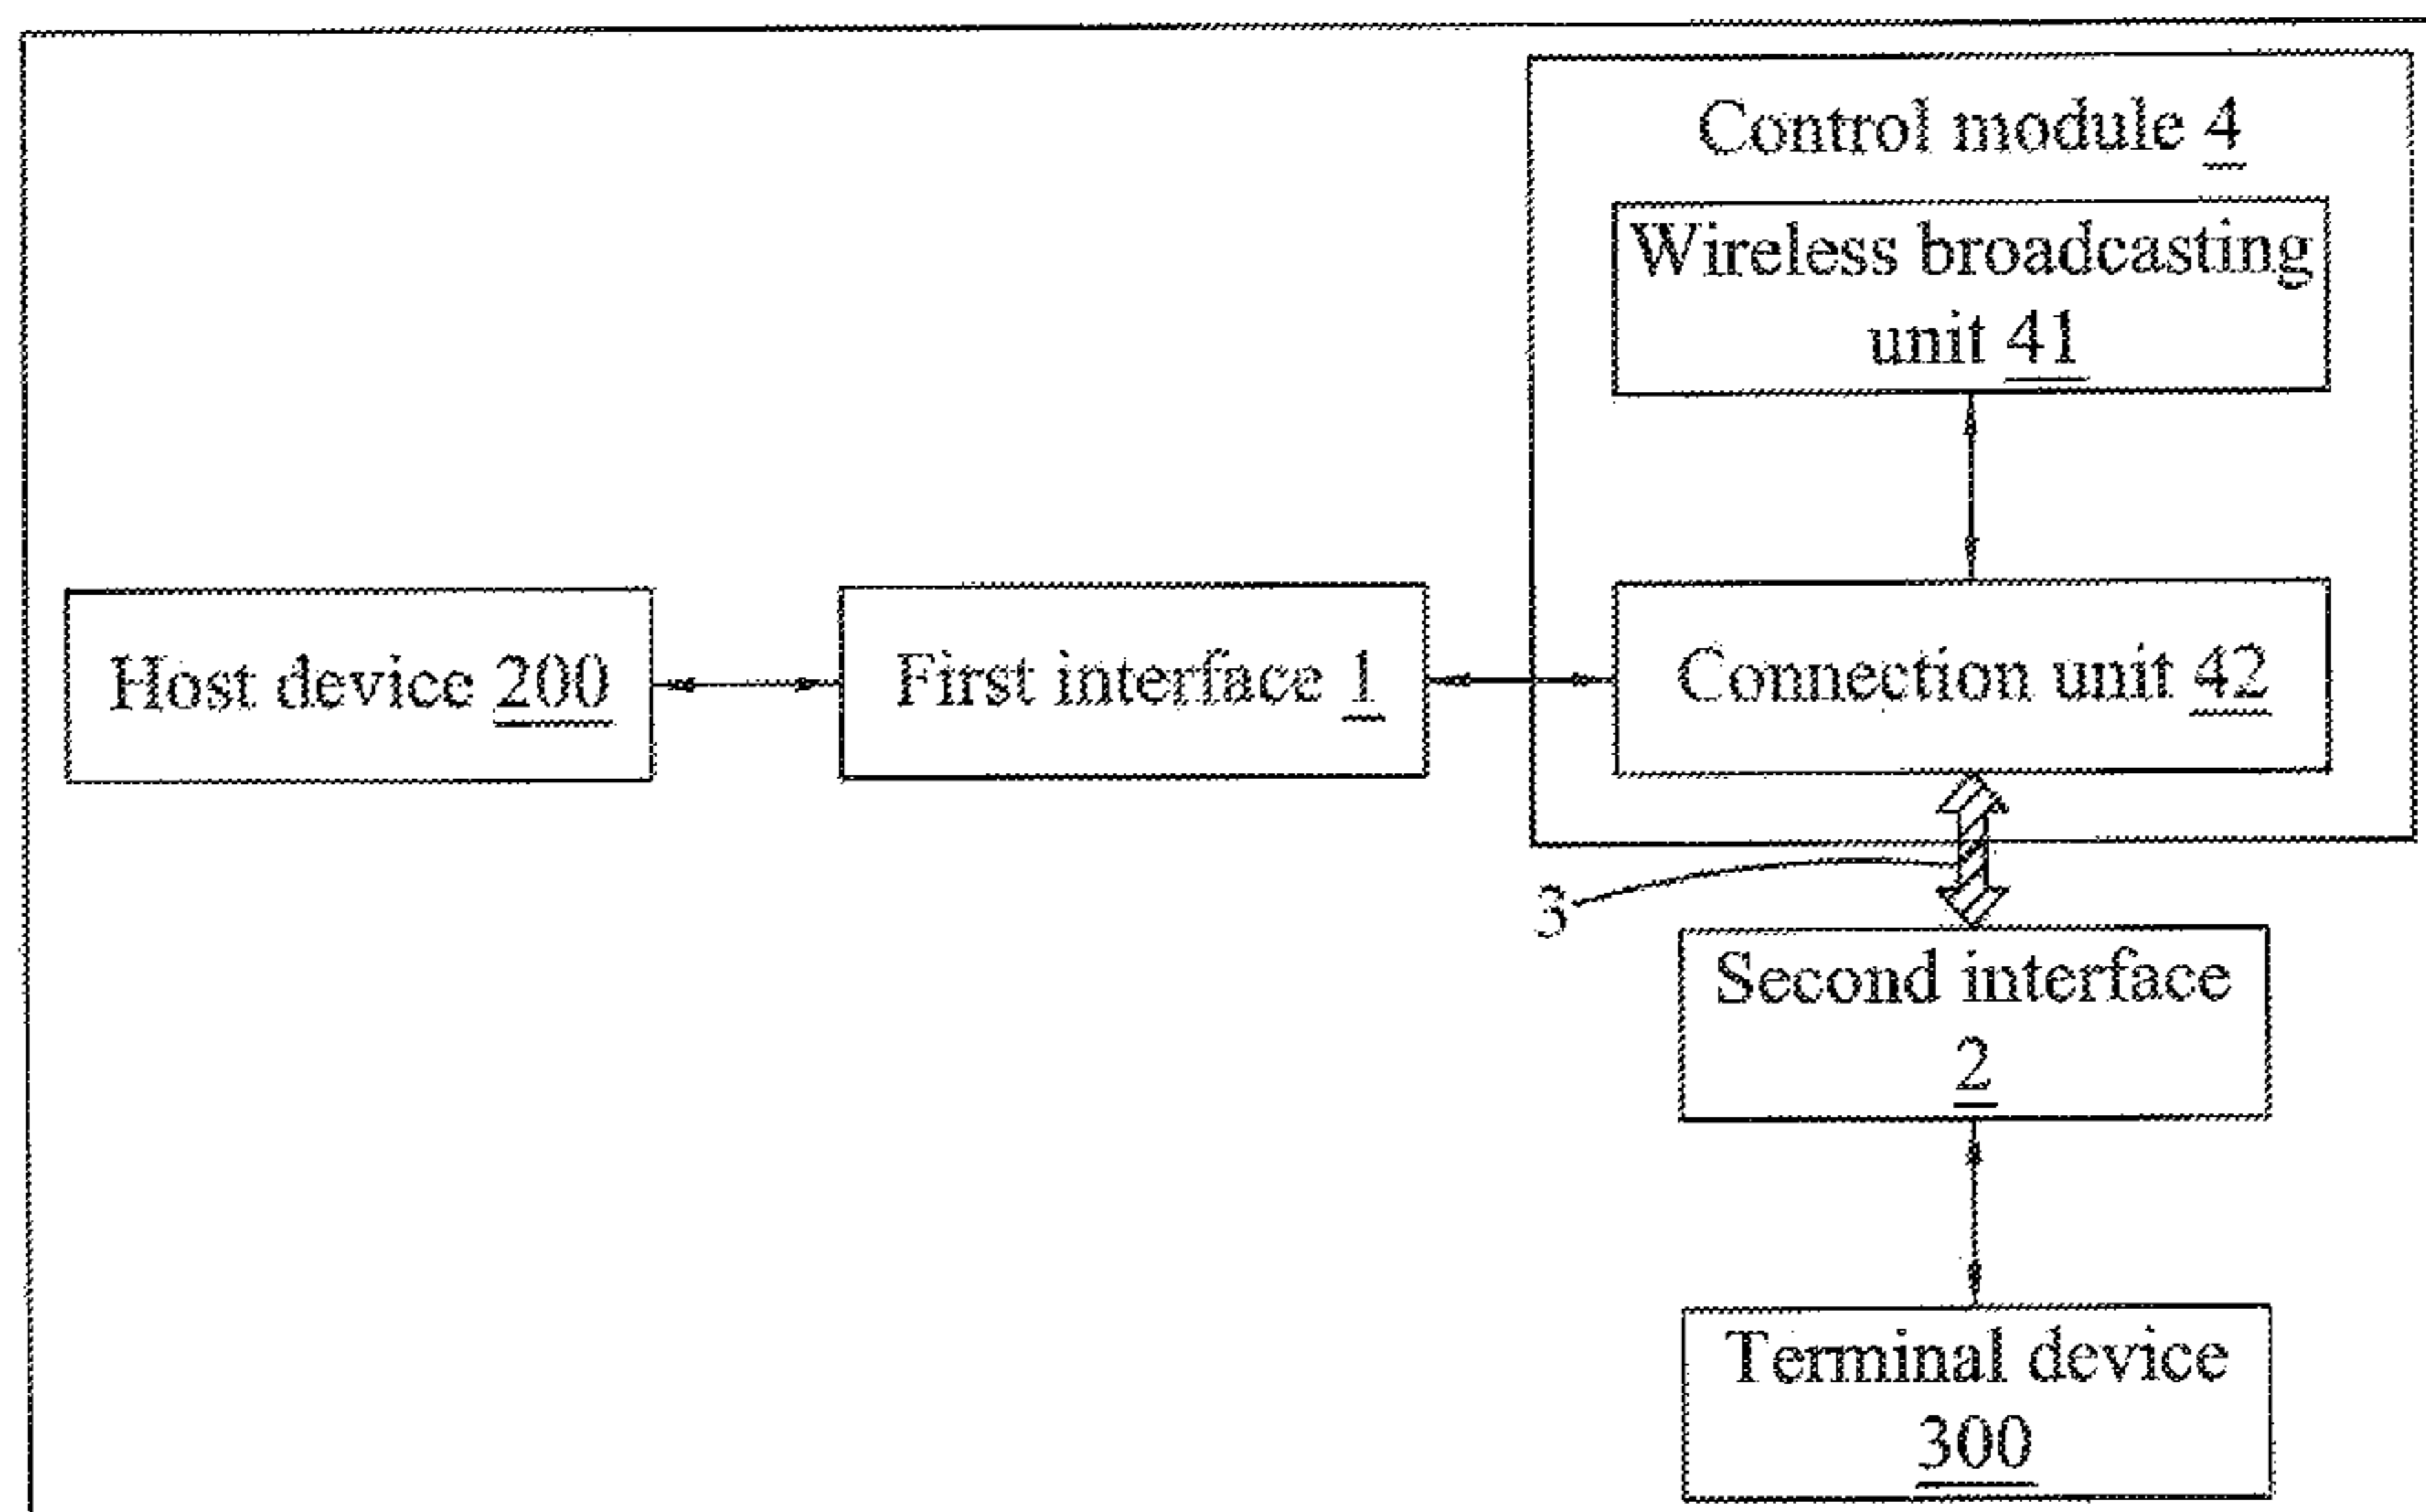 Control module 4
Wireless broadcasting
unit 41
Host device 200
First interface 1
Connection unit 42
3
Second interface
2
Terminal device
300